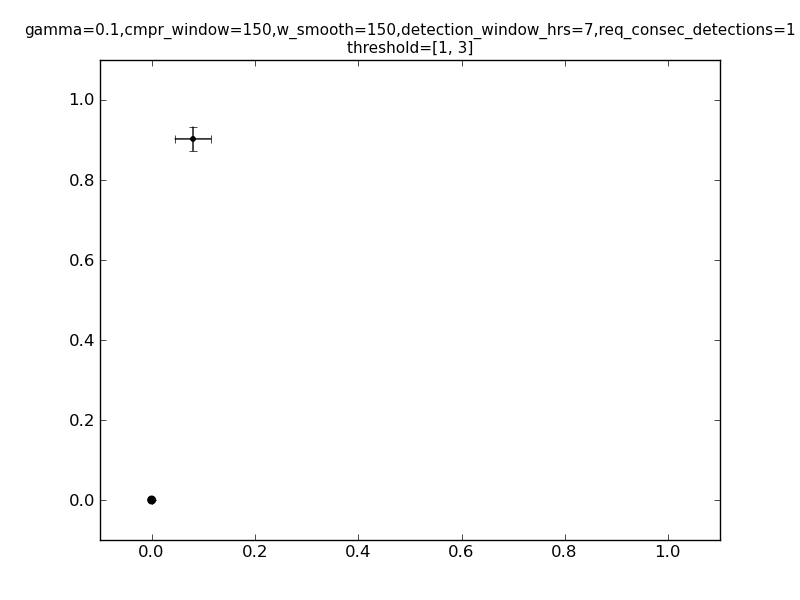 gamma=0.1,cmpr_window=150,w_smooth=150,detection_window_hrs=7,req_consec_detections=1
threshold=[1, 3]
1.0
0.8
0.6
0.4
0.2
0.0
0.0 0.2 0.4 0.6 0.8 1.0